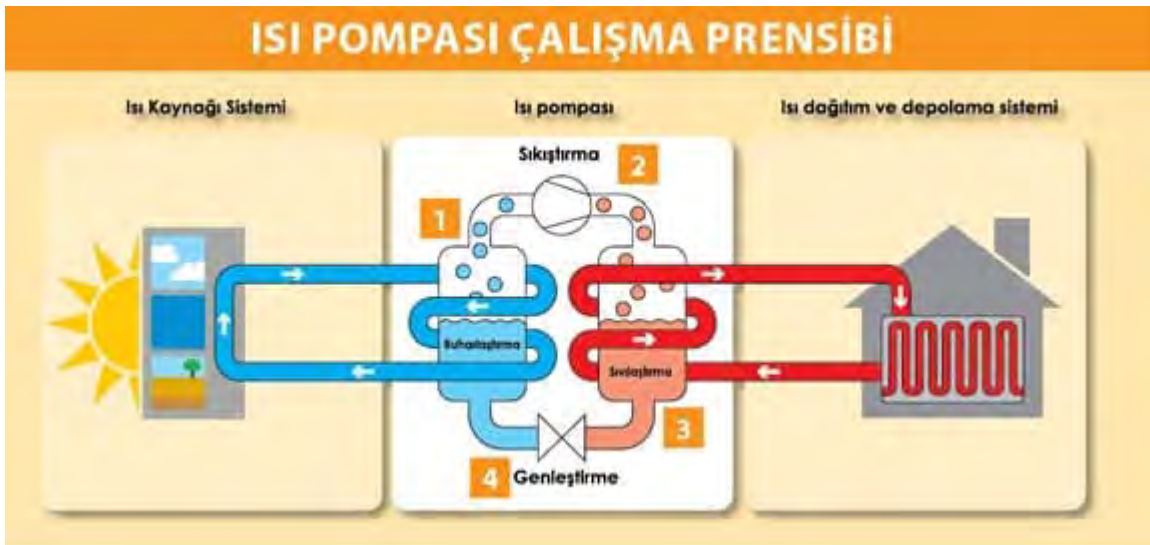 ISI POMPASI ÇALIŞMA PRENSİBİ
Isı Kaynağı Sistemi
Isı pompası
Isı dağıtım ve depolama sistemi
Sıkıştırma
2
1
Buharlaştırma
Sıvılaştırma
3
4
Genleştirme